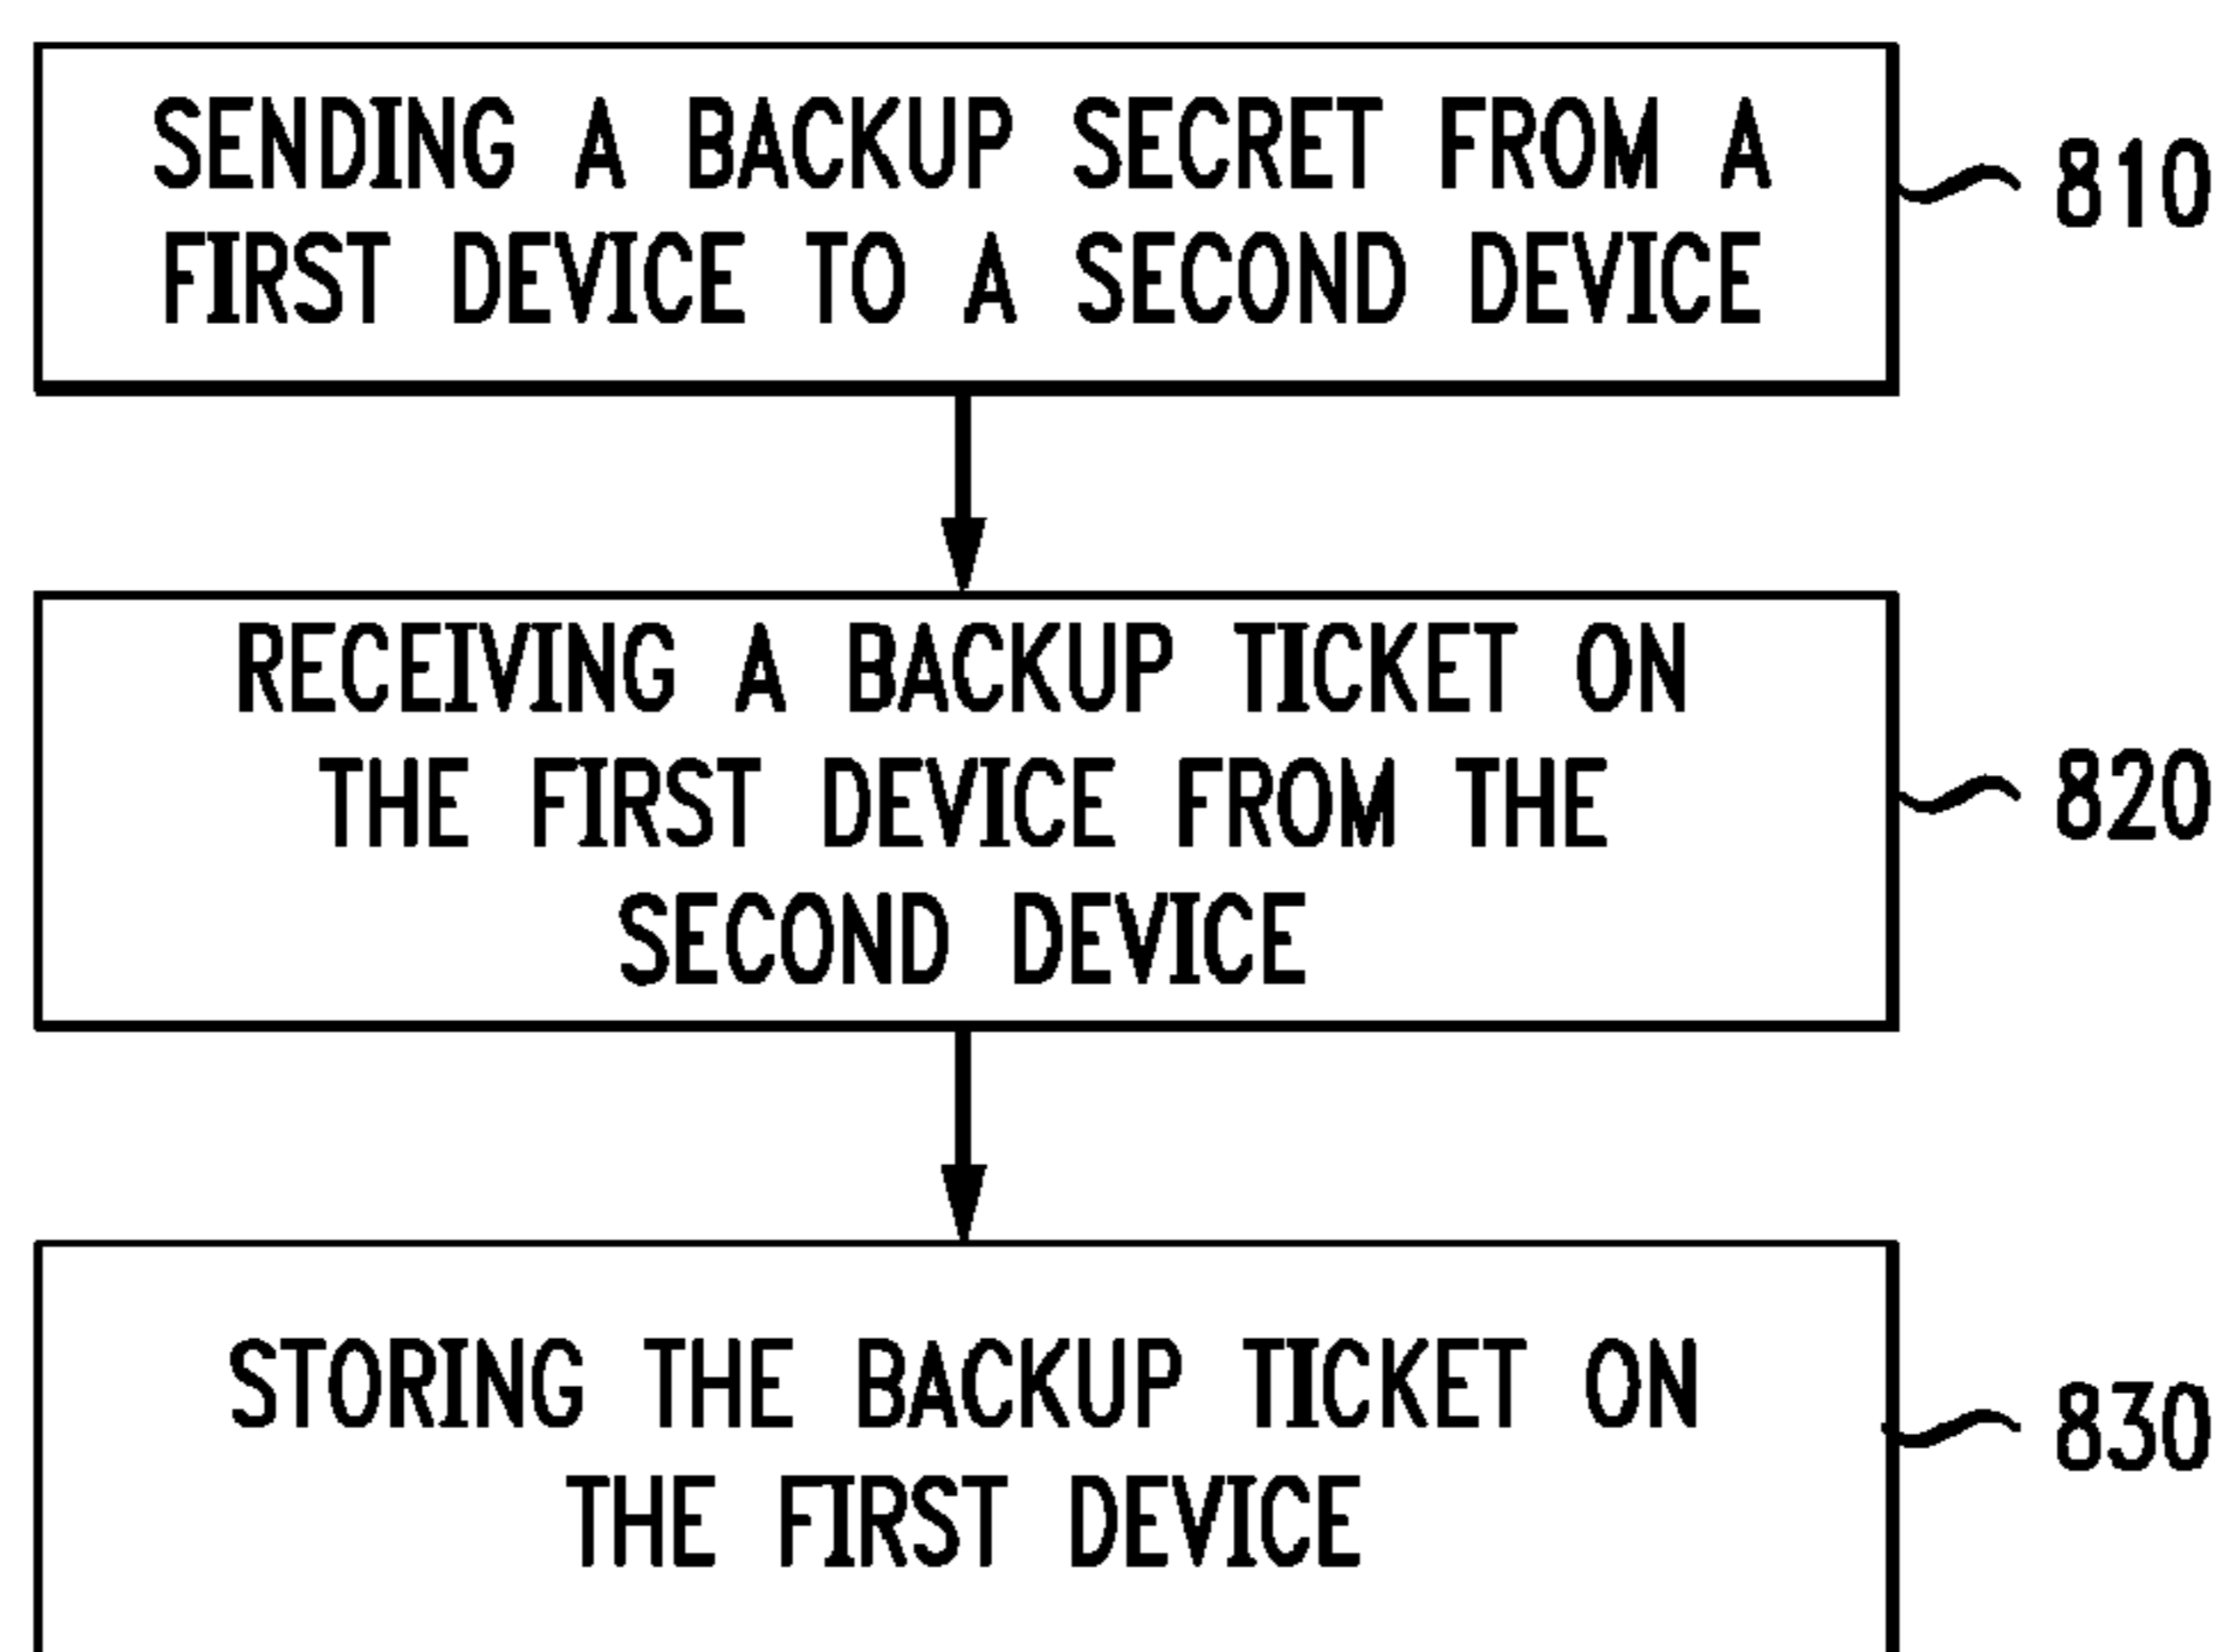 SENDING A BACKUP SECRET FROM A
FIRST DEVICE TO A SECOND DEVICE
810
RECEIVING A BACKUP TICKET ON
THE FIRST DEVICE FROM THE
SECOND DEVICE
820
STORING THE BACKUP TICKET ON
THE FIRST DEVICE
830